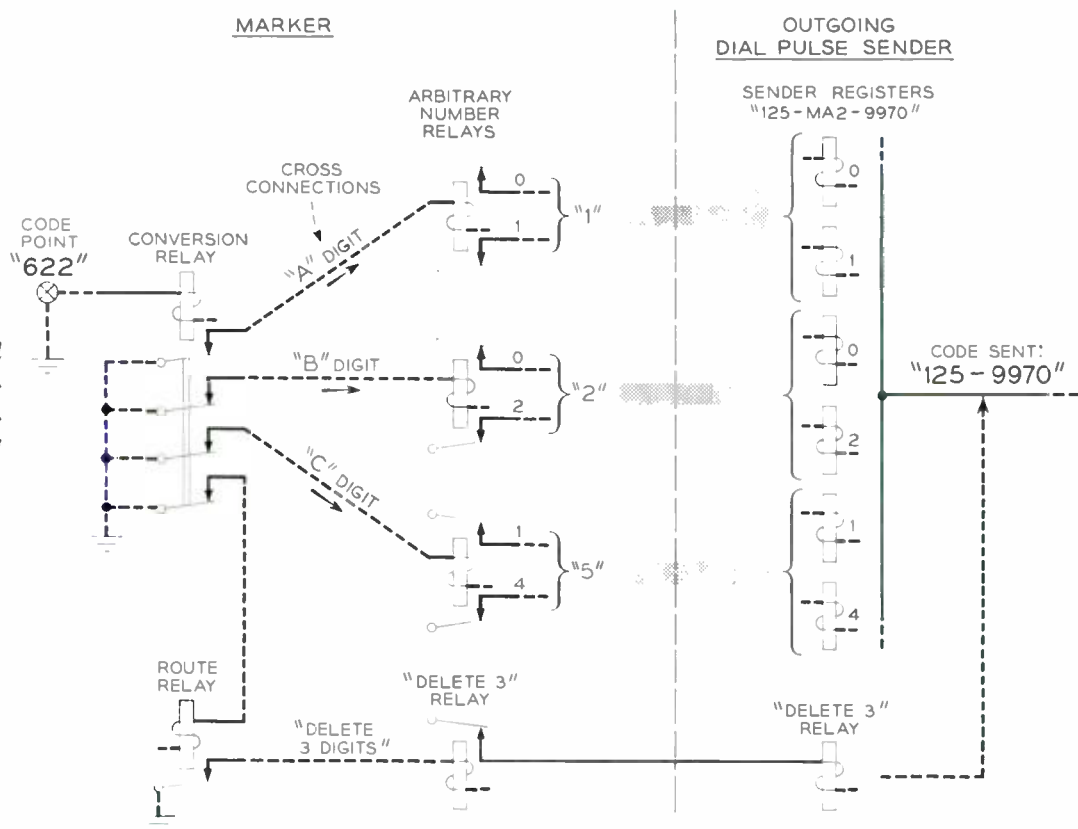 MARKER
OUTGOING
DIAL PULSE SENDER
ARBITRARY
NUMBER
RELAYS
SENDER REGISTERS
"125-MA2-9970"
CROSS
CONNECTIONS
CODE
POINT
"622"
CONVERSION
RELAY
"A" DIGIT
0
1
"1"
0
1
"B" DIGIT
0
2
"2"
0
2
CODE SENT:
"125-9970"
"C" DIGIT
1
4
"5"
1
4
ROUTE
RELAY
"DELETE 3"
RELAY
"DELETE
3 DIGITS"
"DELETE 3"
RELAY